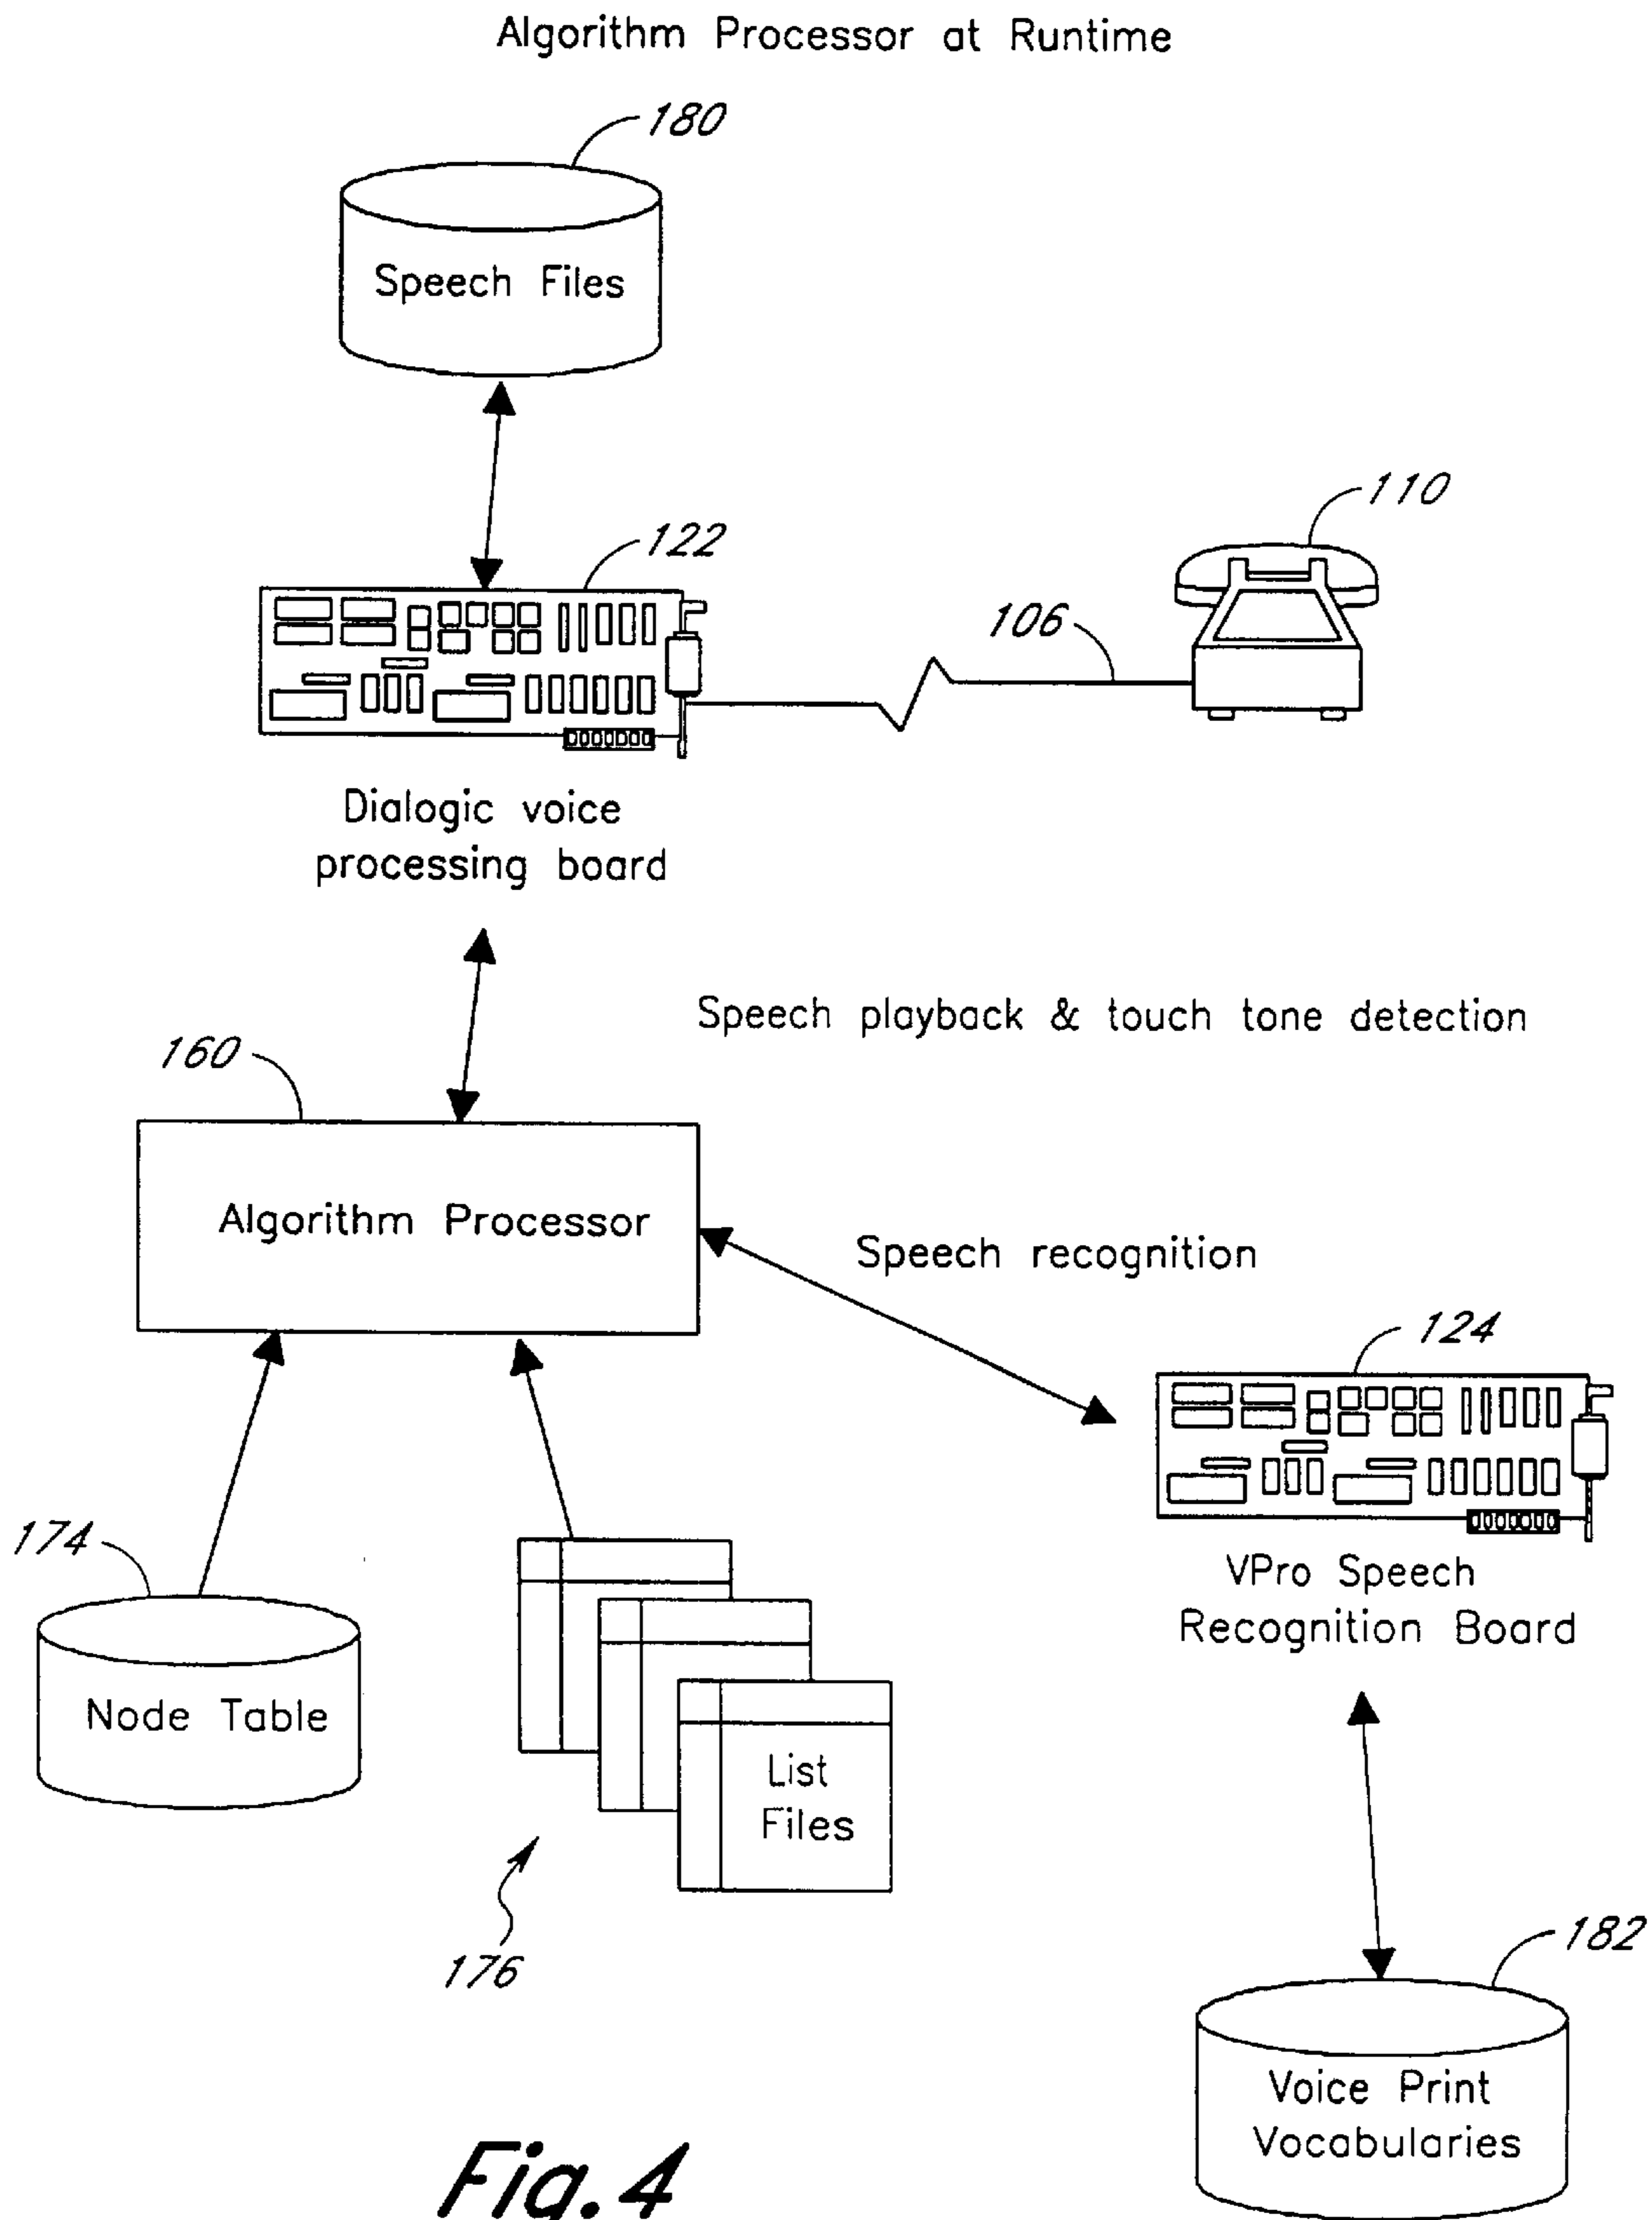 Algorithm Processor at Runtime
180
Speech Files
110
122
106
Dialogic voice
processing board
Speech playback & touch tone detection
160
Algorithm Processor
Speech recognition
124
VPro Speech
Recognition Board
174
Node Table
List
Files
176
182
Voice Print
Vocabularies
Fig. 4